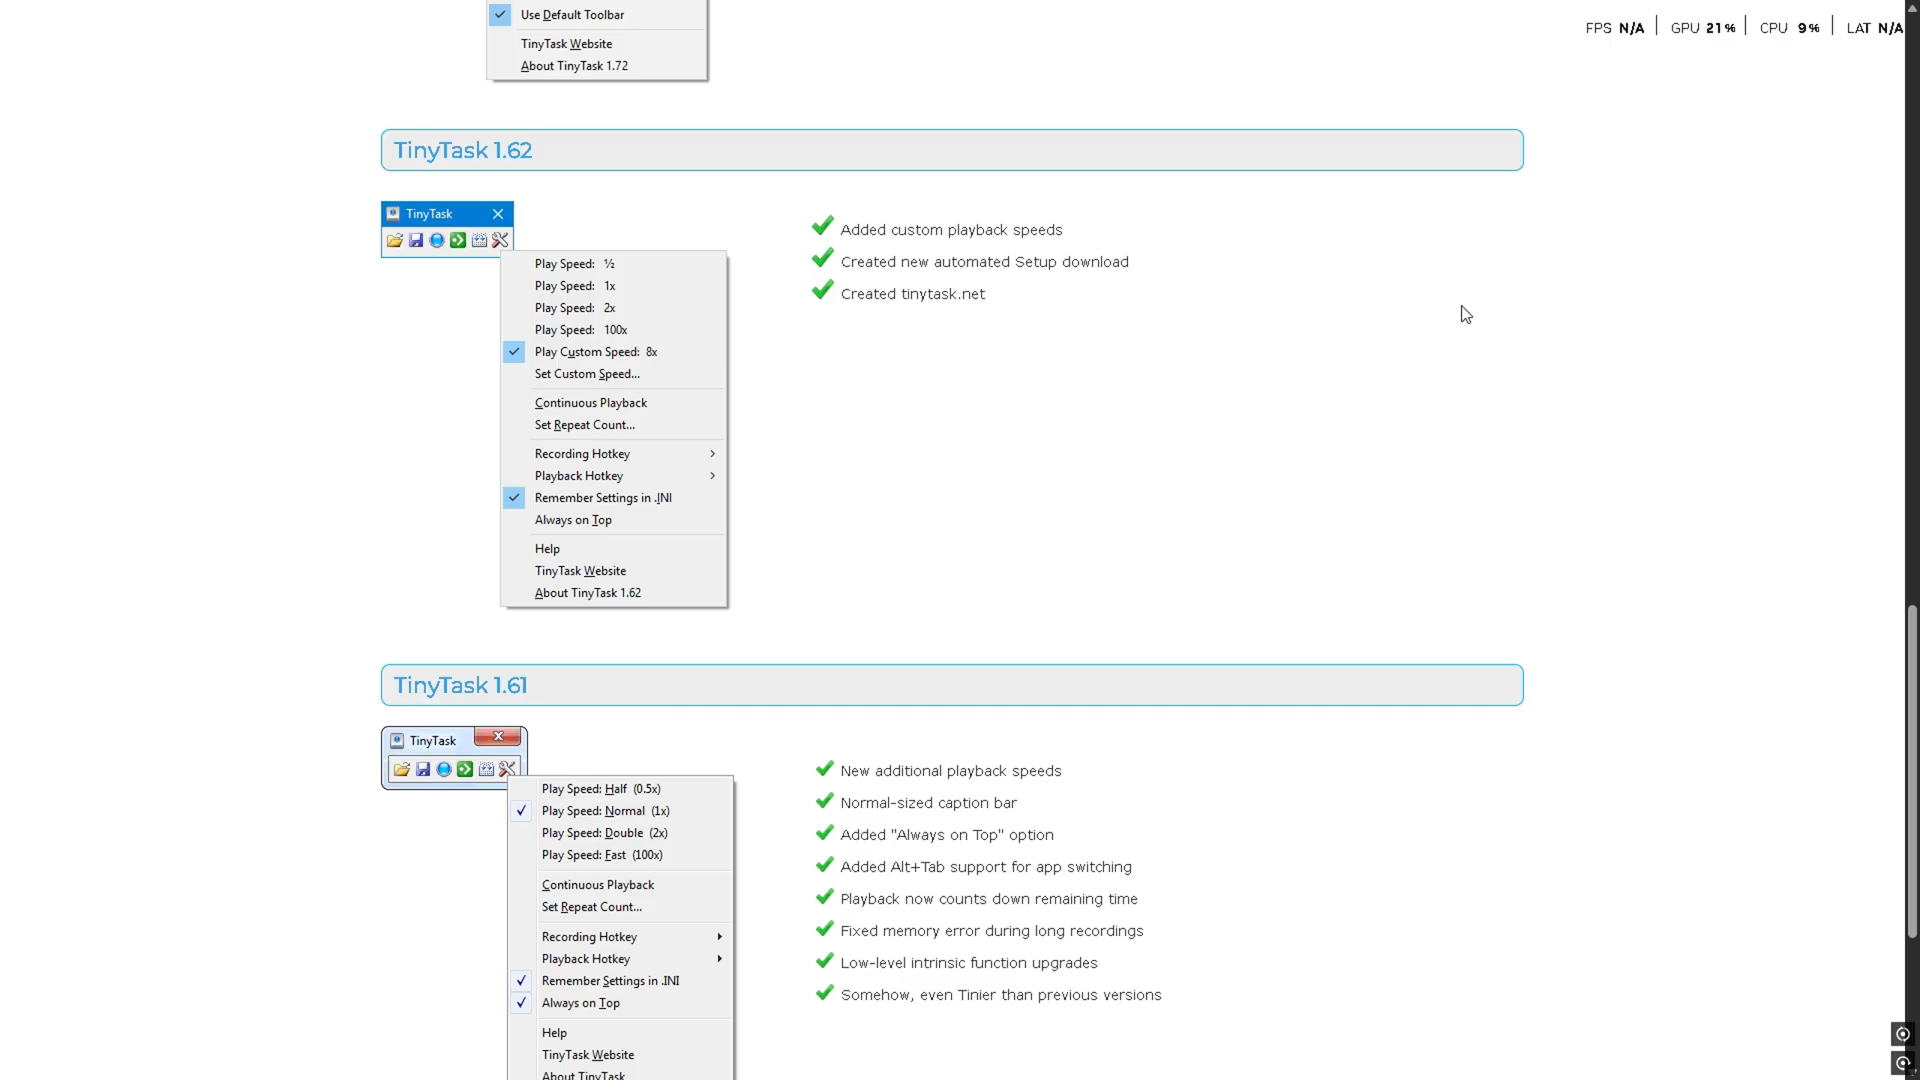 Use Default Toolbar
TinyTask Website
About TinyTask 1.72
FPS N/A | GPU 21% | CPU 9% | LAT N/A
TinyTask 1.62
TinyTask
Play Speed: ½
Play Speed: 1x
Play Speed: 2x
Play Speed: 100x
Play Custom Speed: 8x
Set Custom Speed...
Continuous Playback
Set Repeat Count...
Recording Hotkey
Playback Hotkey
Remember Settings in .INI
Always on Top
Help
TinyTask Website
About TinyTask 1.62
Added custom playback speeds
Created new automated Setup download
Created tinytask.net
TinyTask 1.61
TinyTask
Play Speed: Half (0.5x)
Play Speed: Normal (1x)
Play Speed: Double (2x)
Play Speed: Fast (100x)
Continuous Playback
Set Repeat Count...
Recording Hotkey
Playback Hotkey
Remember Settings in .INI
Always on Top
Help
TinyTask Website
About TinyTask
New additional playback speeds
Normal-sized caption bar
Added "Always on Top" option
Added Alt+Tab support for app switching
Playback now counts down remaining time
Fixed memory error during long recordings
Low-level intrinsic function upgrades
Somehow, even Tinier than previous versions